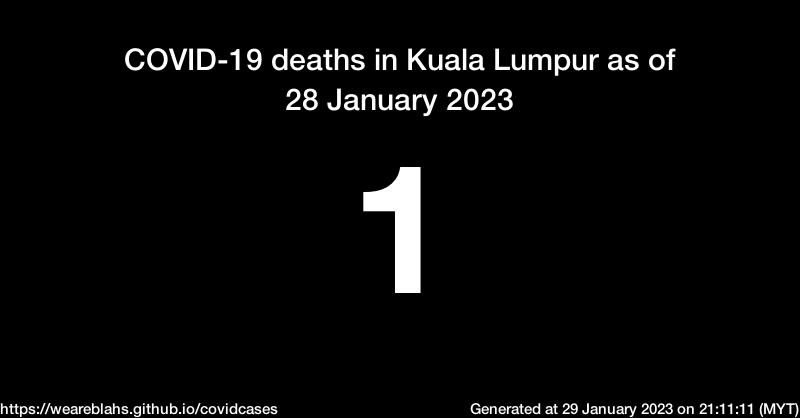 COVID-19 deaths in Kuala Lumpur as of
28 January 2023
1
https://weareblahs.github.io/covidcases
Generated at 29 January 2023 on 21:11:11 (MYT)